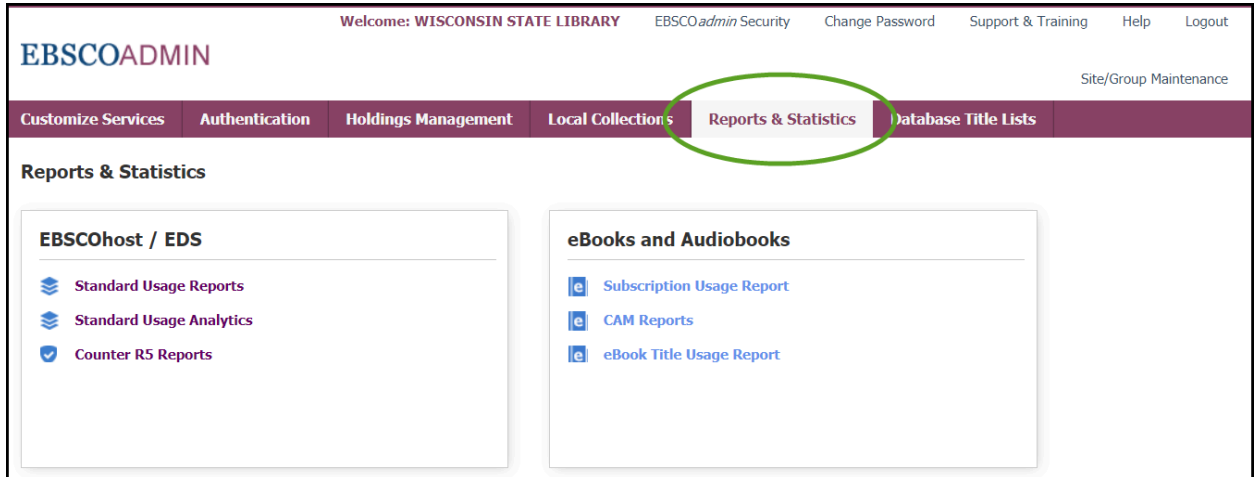 Welcome: WISCONSIN STATE LIBRARY EBSCOadmin Security Change Password Support & Training Help Logout
EBSCOADMIN
Site/Group Maintenance
Customize Services Authentication Holdings Management Local Collections Reports & Statistics Database Title Lists
Reports & Statistics
EBSCOhost / EDS
Standard Usage Reports
Standard Usage Analytics
Counter R5 Reports
eBooks and Audiobooks
e Subscription Usage Report
e CAM Reports
e eBook Title Usage Report